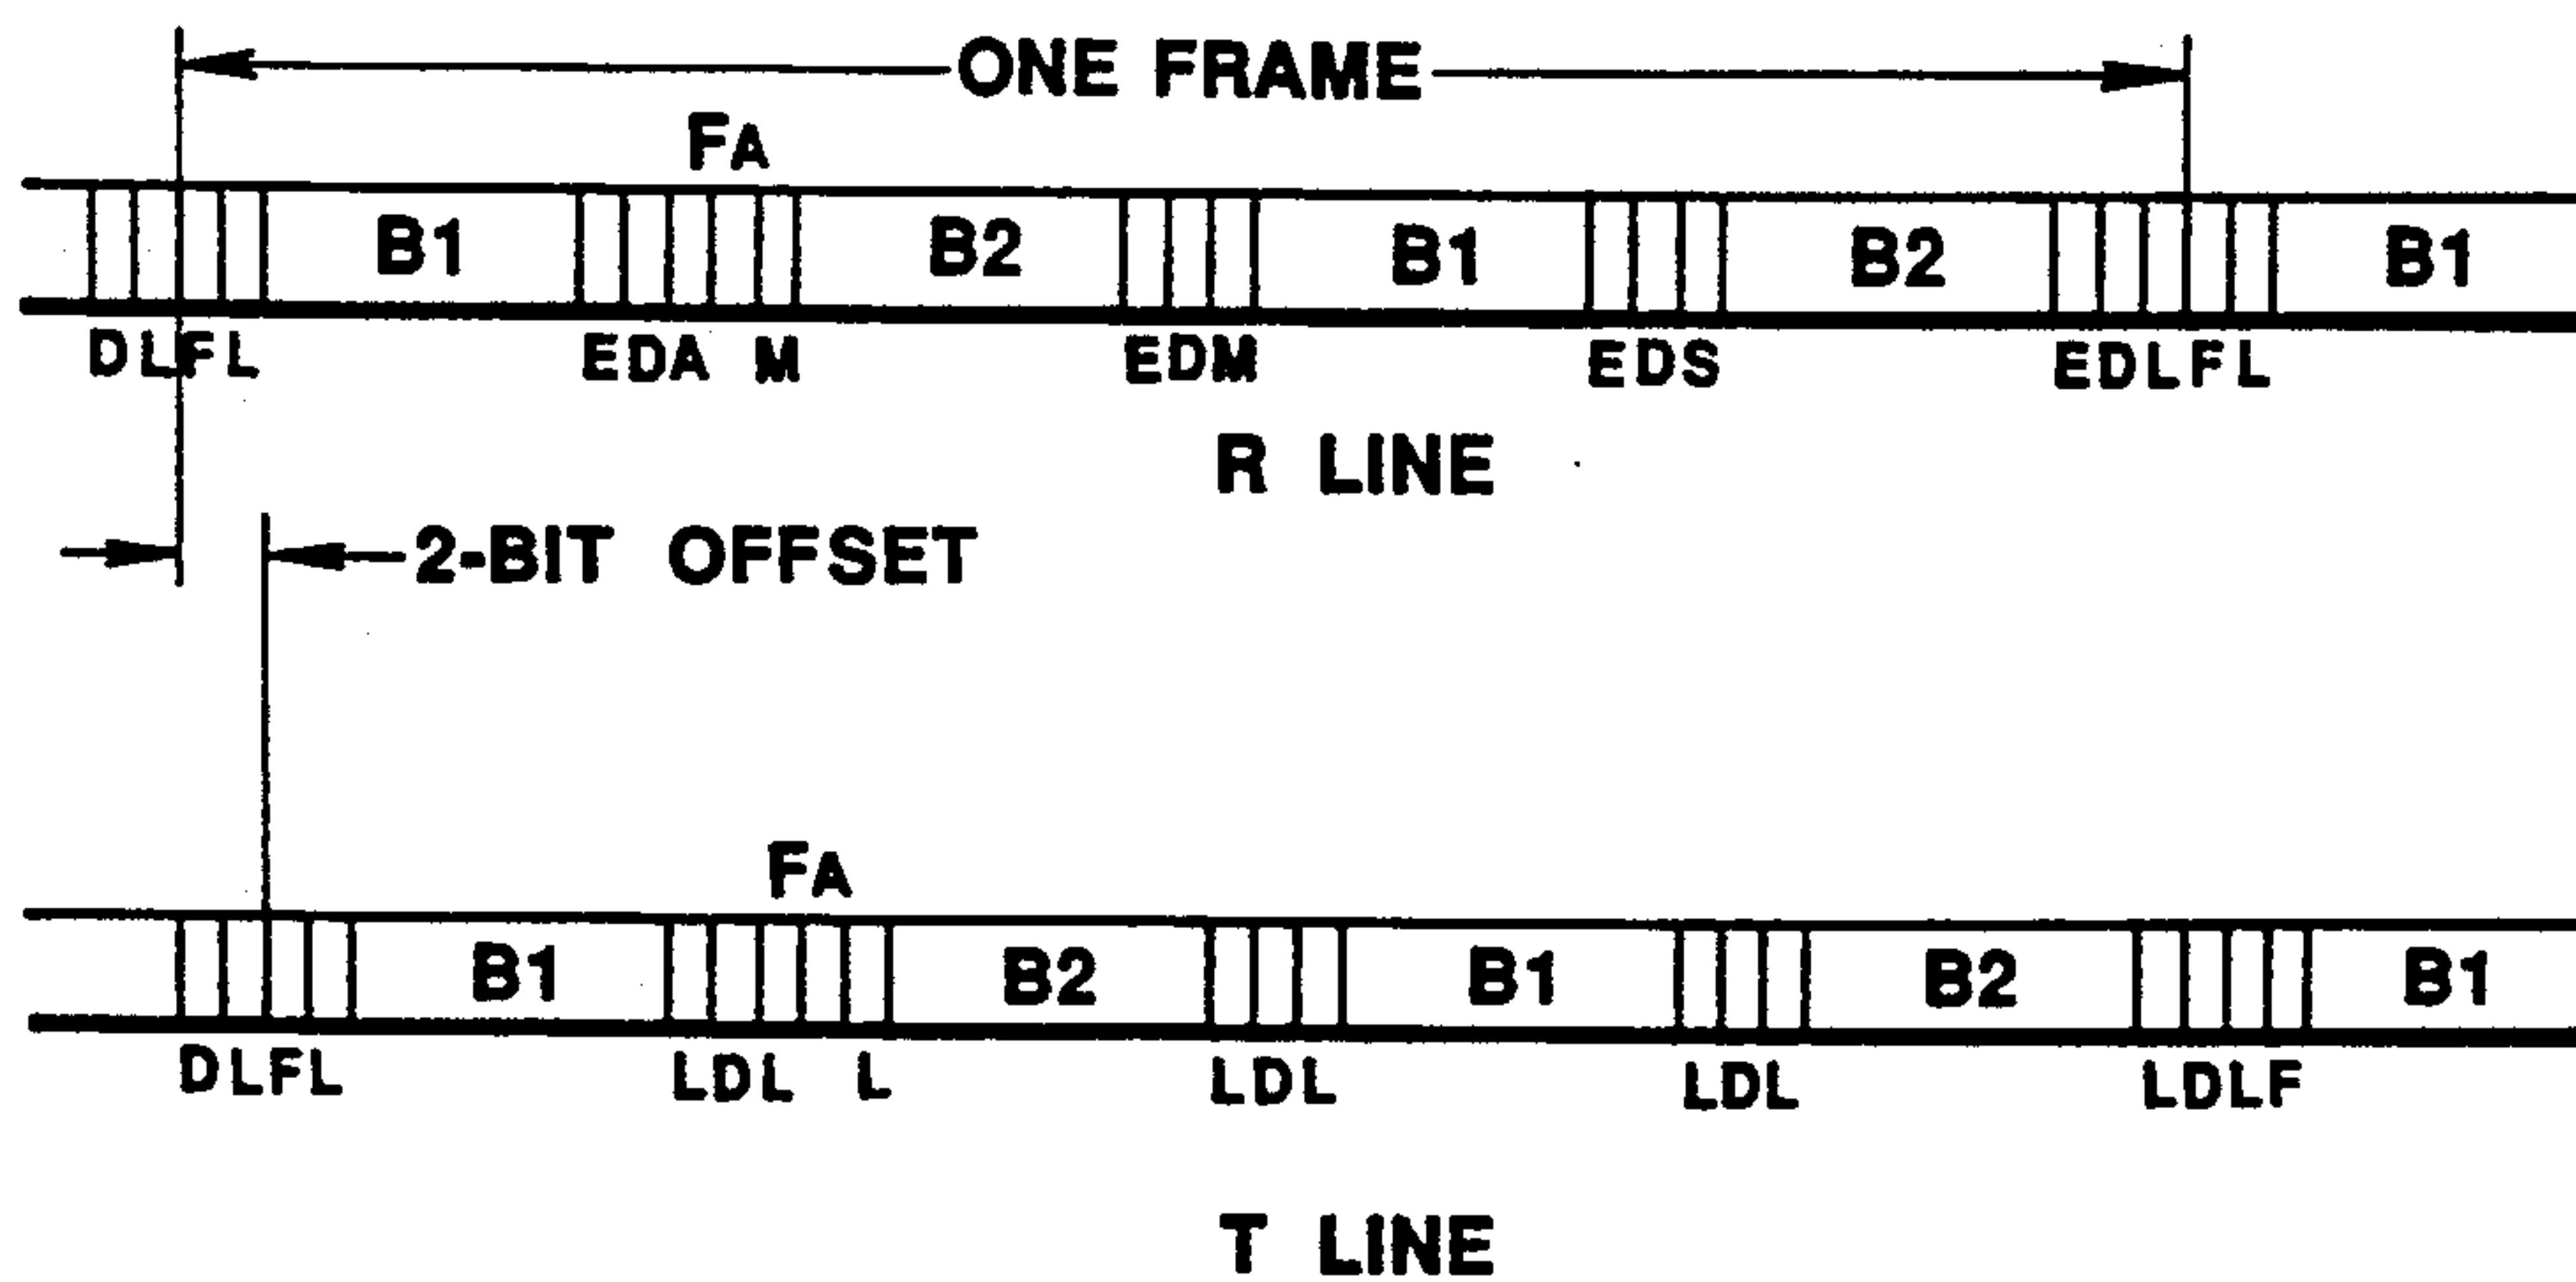 ONE FRAME
FA
B1 B2 B1 B2 B1
DLFL EDA M EDM EDS EDLFL
R LINE
2-BIT OFFSET
FA
B1 B2 B1 B2 B1
DLFL LDL L LDL LDL LDLF
T LINE